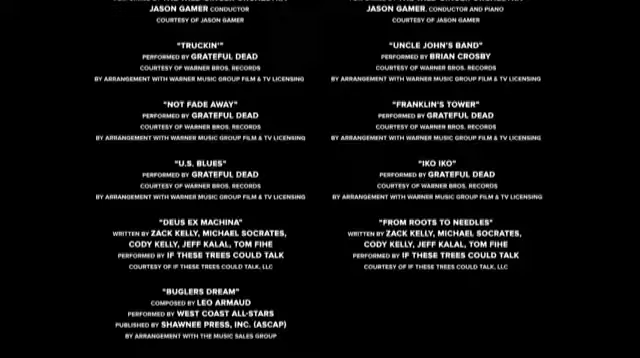 JASON GAMER CONDUCTOR
COURTESY OF JASON GAMER
"TRUCKIN'"
PERFORMED BY GRATEFUL DEAD
COURTESY OF WARNER BROS. RECORDS
BY ARRANGEMENT WITH WARNER MUSIC GROUP FILM & TV LICENSING
"NOT FADE AWAY"
PERFORMED BY GRATEFUL DEAD
COURTESY OF WARNER BROS. RECORDS
BY ARRANGEMENT WITH WARNER MUSIC GROUP FILM & TV LICENSING
"U.S. BLUES"
PERFORMED BY GRATEFUL DEAD
COURTESY OF WARNER BROS. RECORDS
BY ARRANGEMENT WITH WARNER MUSIC GROUP FILM & TV LICENSING
"DEUS EX MACHINA"
WRITTEN BY ZACK KELLY, MICHAEL SOCRATES,
CODY KELLY, JEFF KALAL, TOM FIHE
PERFORMED BY IF THESE TREES COULD TALK
COURTESY OF IF THESE TREES COULD TALK, LLC
"BUGLERS DREAM"
COMPOSED BY LEO ARMAUD
PERFORMED BY WEST COAST ALL-STARS
PUBLISHED BY SHAWNEE PRESS, INC. (ASCAP)
BY ARRANGEMENT WITH THE MUSIC SALES GROUP
JASON GAMER, CONDUCTOR AND PIANO
COURTESY OF JASON GAMER
"UNCLE JOHN'S BAND"
PERFORMED BY BRIAN CROSBY
COURTESY OF WARNER BROS. RECORDS
BY ARRANGEMENT WITH WARNER MUSIC GROUP FILM & TV LICENSING
"FRANKLIN'S TOWER"
PERFORMED BY GRATEFUL DEAD
COURTESY OF WARNER BROS. RECORDS
BY ARRANGEMENT WITH WARNER MUSIC GROUP FILM & TV LICENSING
"IKO IKO"
PERFORMED BY GRATEFUL DEAD
COURTESY OF WARNER BROS. RECORDS
BY ARRANGEMENT WITH WARNER MUSIC GROUP FILM & TV LICENSING
"FROM ROOTS TO NEEDLES"
WRITTEN BY ZACK KELLY, MICHAEL SOCRATES,
CODY KELLY, JEFF KALAL, TOM FIHE
PERFORMED BY IF THESE TREES COULD TALK
COURTESY OF IF THESE TREES COULD TALK, LLC